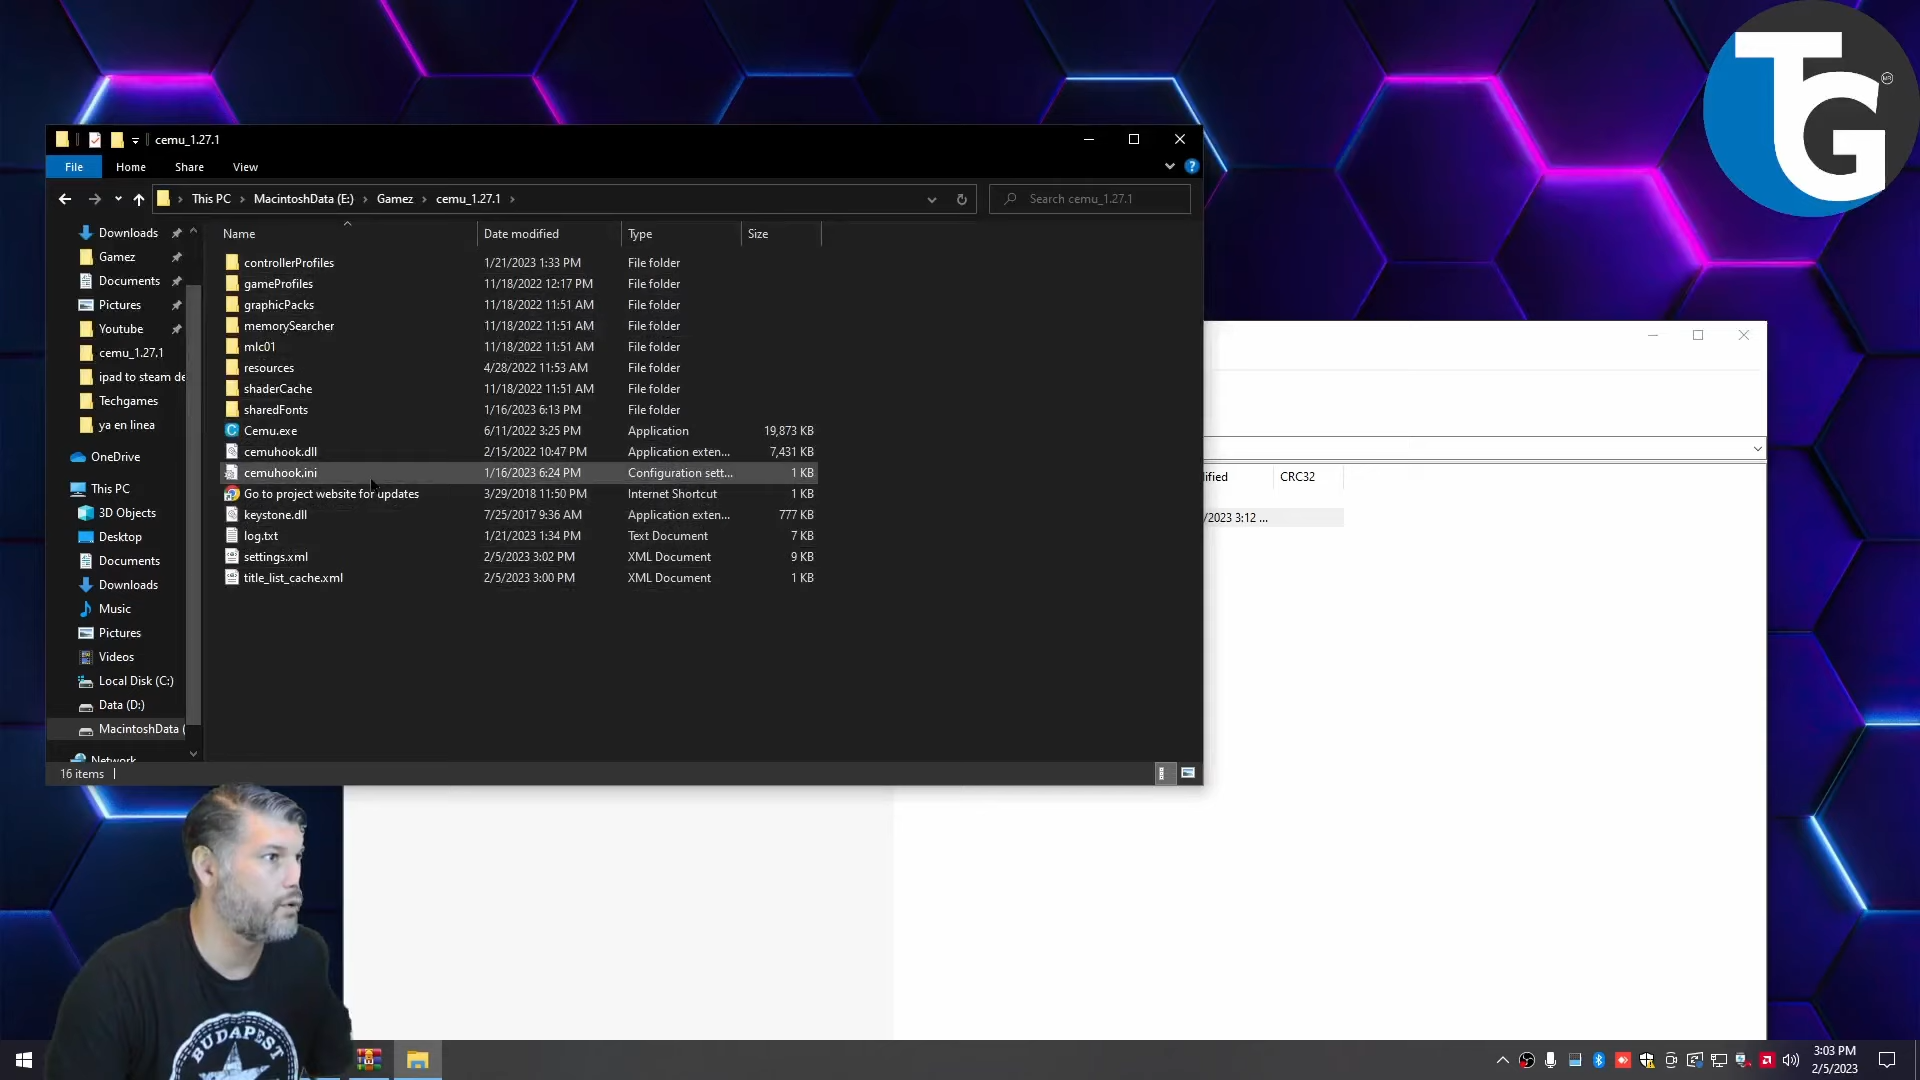 TG
MR
cemu_1.27.1
File Home Share View
This PC MacintoshData (E:) Gamez cemu_1.27.1
Search cemu_1.27.1
Downloads
Gamez
Documents
Pictures
Youtube
cemu_1.27.1
ipad to steam de
Techgames
ya en linea
OneDrive
This PC
3D Objects
Desktop
Documents
Downloads
Music
Pictures
Videos
Local Disk (C:)
Data (D:)
MacintoshData (
Network
Name Date modified Type Size
controllerProfiles 1/21/2023 1:33 PM File folder
gameProfiles 11/18/2022 12:17 PM File folder
graphicPacks 11/18/2022 11:51 AM File folder
memorySearcher 11/18/2022 11:51 AM File folder
mlc01 11/18/2022 11:51 AM File folder
resources 4/28/2022 11:53 AM File folder
shaderCache 11/18/2022 11:51 AM File folder
sharedFonts 1/16/2023 6:13 PM File folder
Cemu.exe 6/11/2022 3:25 PM Application 19,873 KB
cemuhook.dll 2/15/2022 10:47 PM Application exten... 7,431 KB
cemuhook.ini 1/16/2023 6:24 PM Configuration sett... 1 KB
Go to project website for updates 3/29/2018 11:50 PM Internet Shortcut 1 KB
keystone.dll 7/25/2017 9:36 AM Application exten... 777 KB
log.txt 1/21/2023 1:34 PM Text Document 7 KB
settings.xml 2/5/2023 3:02 PM XML Document 9 KB
title_list_cache.xml 2/5/2023 3:00 PM XML Document 1 KB
16 items
ified CRC32
/2023 3:12 ...
BUDAPEST
3:03 PM
2/5/2023